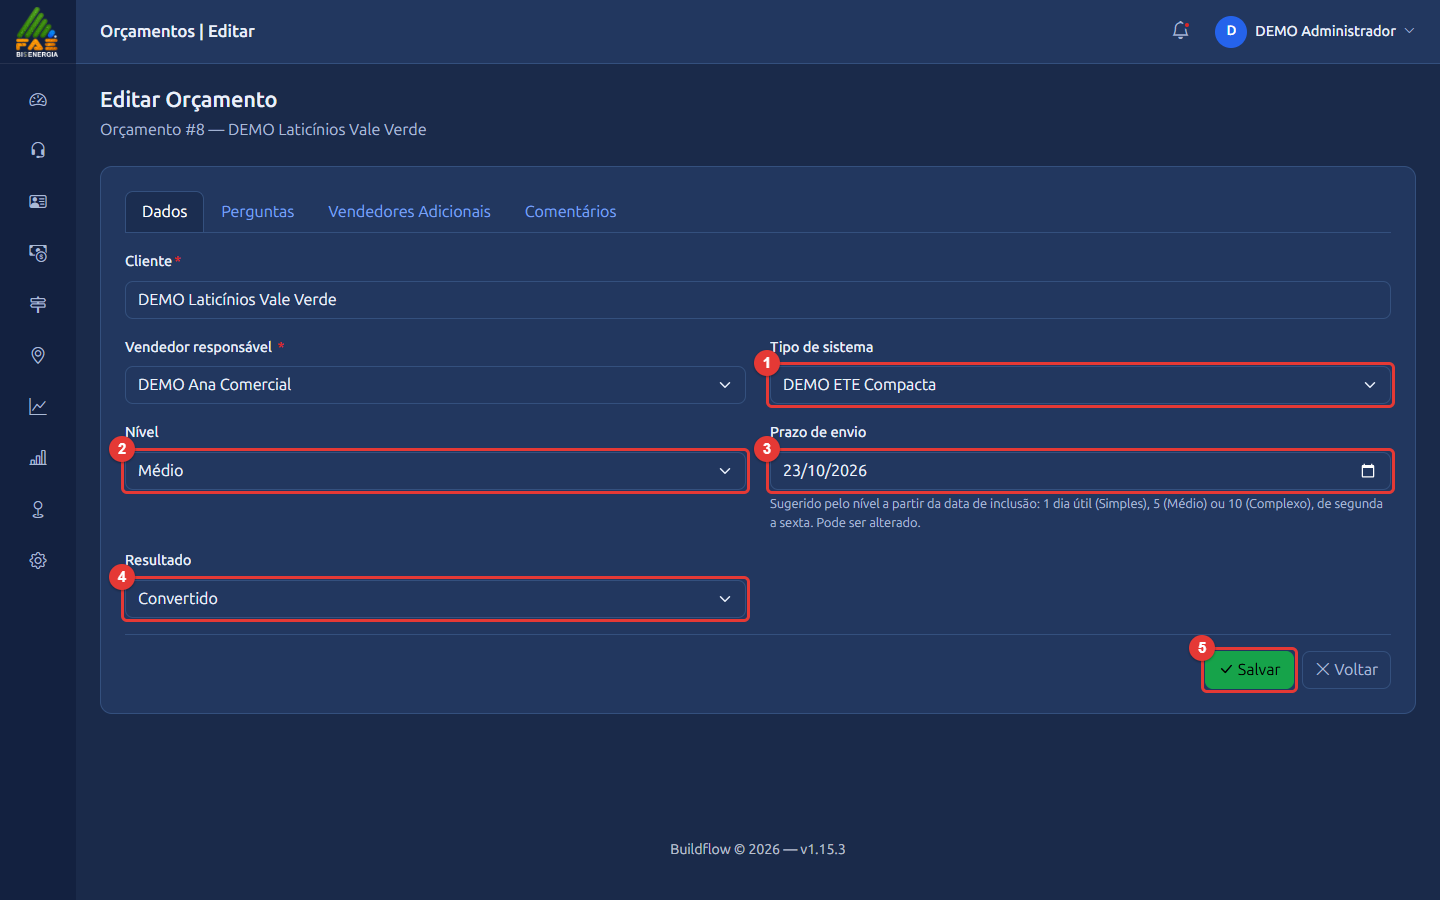 FAE
BIOENERGIA
Orçamentos | Editar
D
DEMO Administrador
Editar Orçamento
Orçamento #8 — DEMO Laticínios Vale Verde
Dados
Perguntas
Vendedores Adicionais
Comentários
Cliente *
DEMO Laticínios Vale Verde
Vendedor responsável *
DEMO Ana Comercial
Tipo de sistema
1
DEMO ETE Compacta
Nível
2
Médio
Prazo de envio
3
23/10/2026
Sugerido pelo nível a partir da data de inclusão: 1 dia útil (Simples), 5 (Médio) ou 10 (Complexo), de segunda
a sexta. Pode ser alterado.
Resultado
4
Convertido
5
Salvar
Voltar
Buildflow © 2026 — v1.15.3